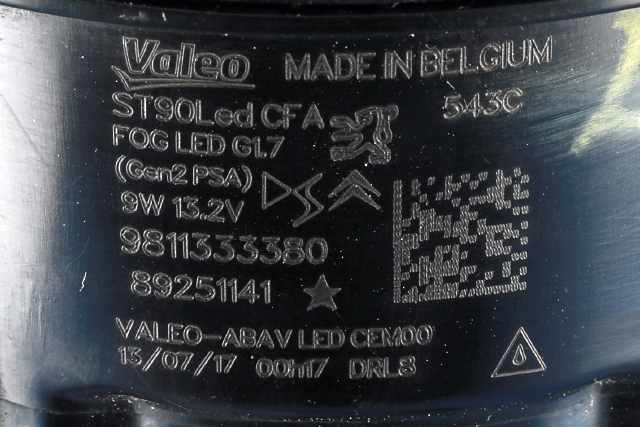 Valeo MADE IN BELGIUM
ST90Led CFA 543C
FOG LED G1.7
(Gen2 PSA) DS
9W 13.2V
9811333380
89251141
VALEO-ABAV LED CEM00
13/07/17 00h17 DRL8